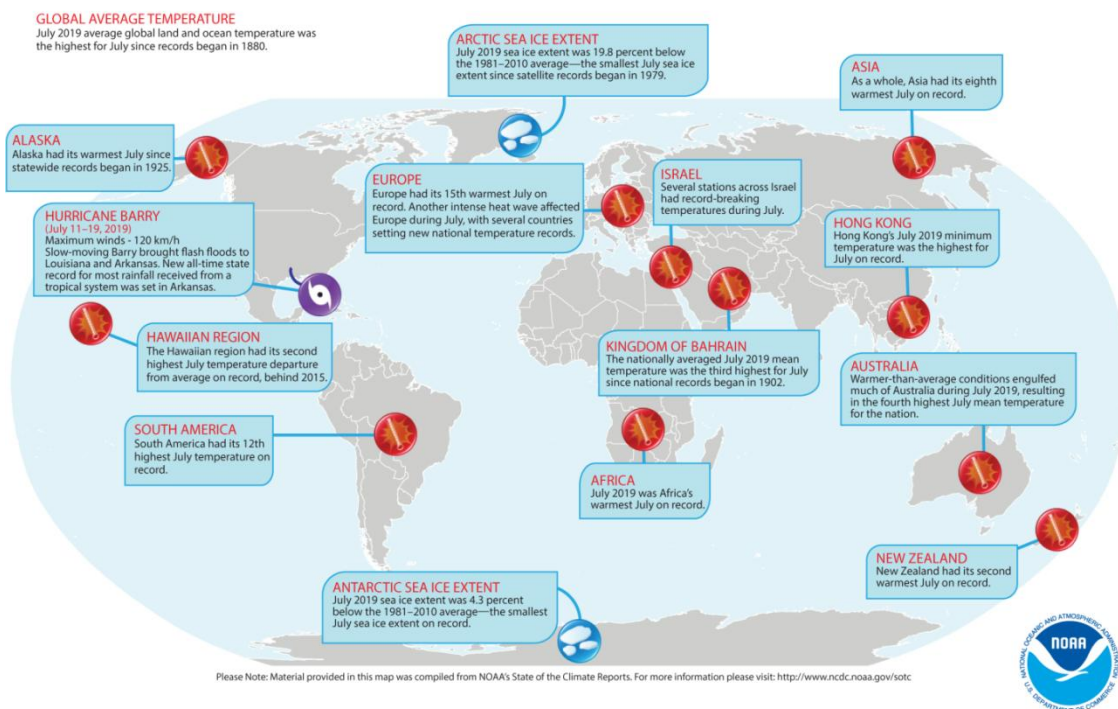 GLOBAL AVERAGE TEMPERATURE
July 2019 average global land and ocean temperature was
the highest for July since records began in 1880.
ARCTIC SEA ICE EXTENT
July 2019 sea ice extent was 19.8 percent below
the 1981–2010 average—the smallest July sea ice
extent since satellite records began in 1979.
ASIA
As a whole, Asia had its eighth
warmest July on record.
ALASKA
Alaska had its warmest July since
statewide records began in 1925.
EUROPE
Europe had its 15th warmest July on
record. Another intense heat wave affected
Europe during July, with several countries
setting new national temperature records.
ISRAEL
Several stations across Israel
had record-breaking
temperatures during July.
HURRICANE BARRY
(July 11–19, 2019)
Maximum winds - 120 km/h
Slow-moving Barry brought flash floods to
Louisiana and Arkansas. New all-time state
record for most rainfall received from a
tropical system was set in Arkansas.
HONG KONG
Hong Kong's July 2019 minimum
temperature was the highest for
July on record.
HAWAIIAN REGION
The Hawaiian region had its second
highest July temperature departure
from average on record, behind 2015.
KINGDOM OF BAHRAIN
The nationally averaged July 2019 mean
temperature was the third highest for July
since national records began in 1902.
AUSTRALIA
Warmer-than-average conditions engulfed
much of Australia during July 2019, resulting
in the fourth highest July mean temperature
for the nation.
SOUTH AMERICA
South America had its 12th
highest July temperature on
record.
AFRICA
July 2019 was Africa's
warmest July on record.
NEW ZEALAND
New Zealand had its second
warmest July on record.
ANTARCTIC SEA ICE EXTENT
July 2019 sea ice extent was 4.3 percent
below the 1981–2010 average—the smallest
July sea ice extent on record.
Please Note: Material provided in this map was compiled from NOAA's State of the Climate Reports. For more information please visit: http://www.ncdc.noaa.gov/sotc
NATIONAL OCEANIC AND ATMOSPHERIC ADMINISTRATION
NOAA
U.S. DEPARTMENT OF COMMERCE